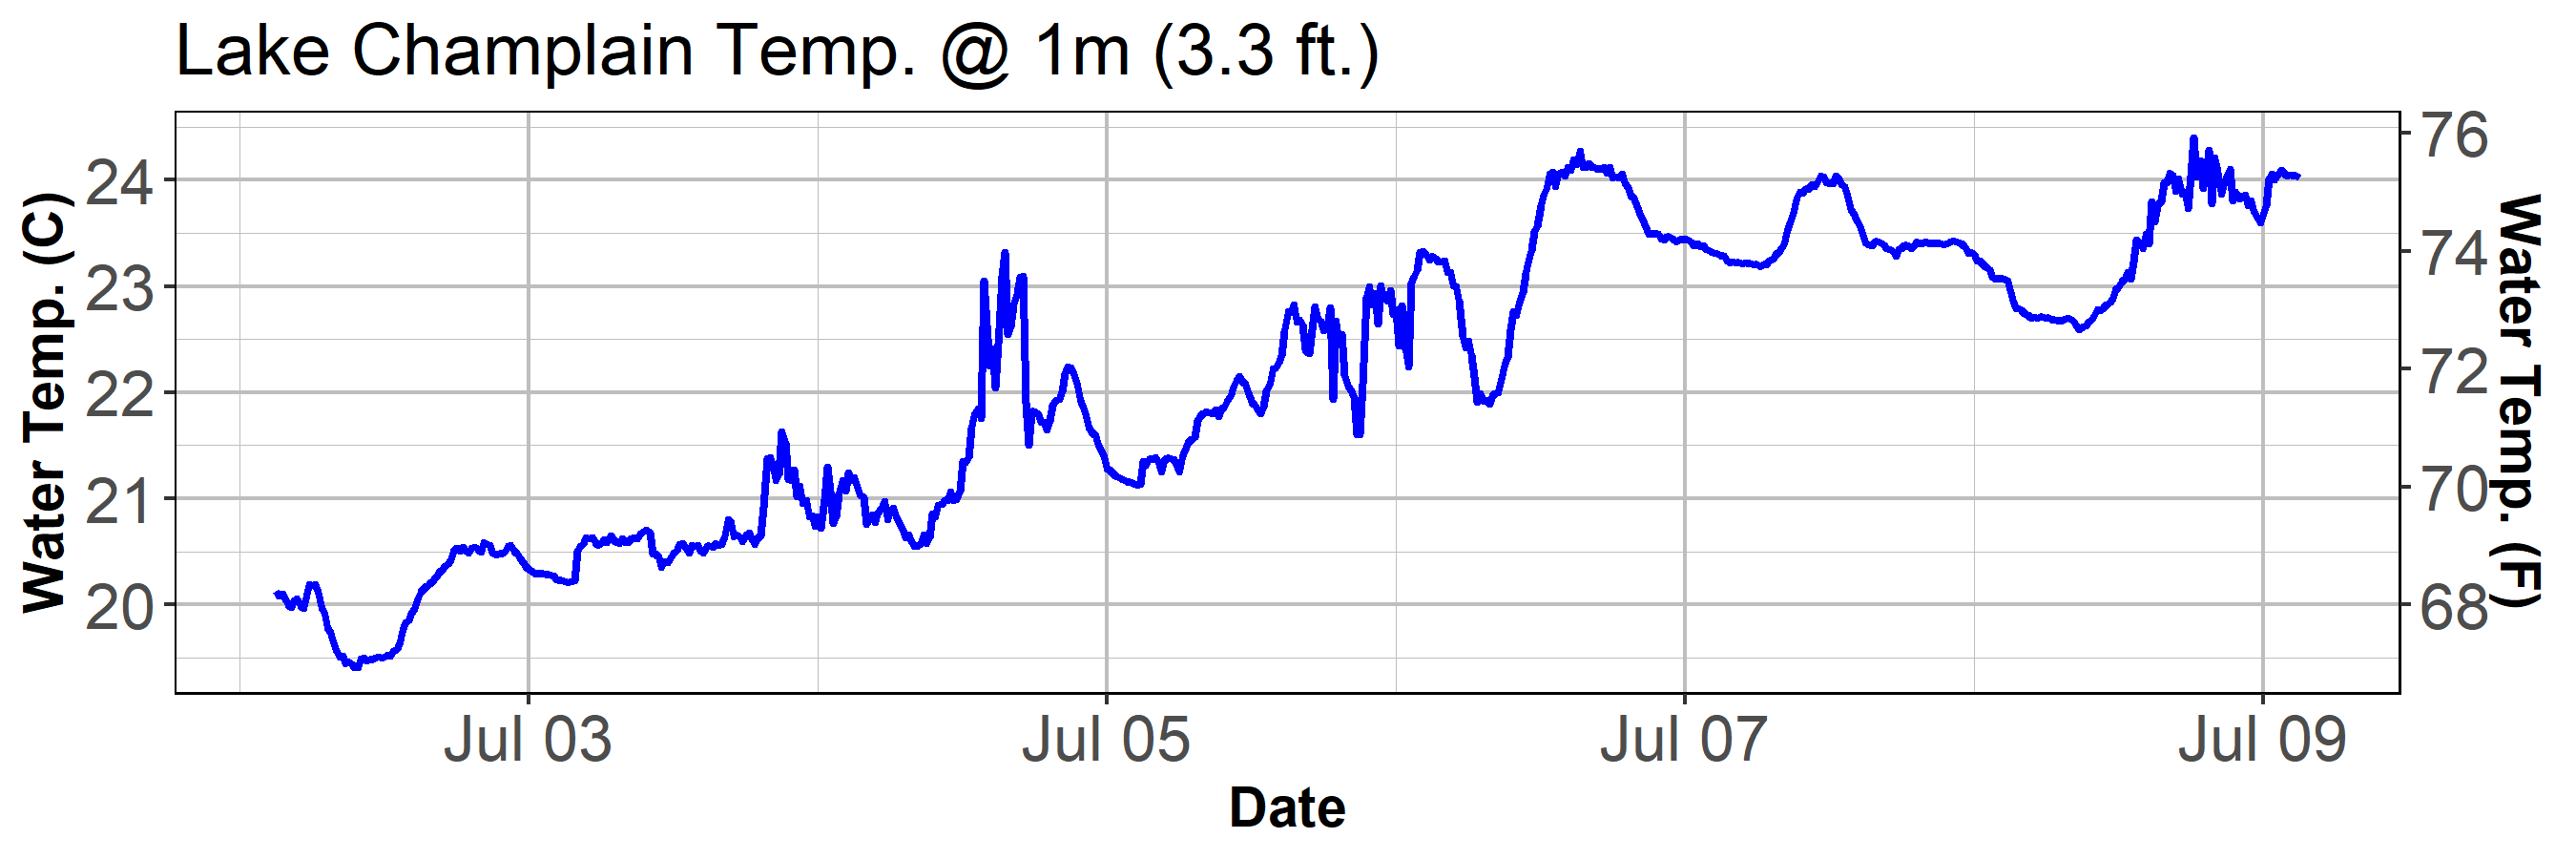 Lake Champlain Temp. @ 1m (3.3 ft.)
Water Temp. (C)
24
23
22
21
20
76
74
72
70
68
Water Temp. (F)
Jul 03 Jul 05 Jul 07 Jul 09
Date